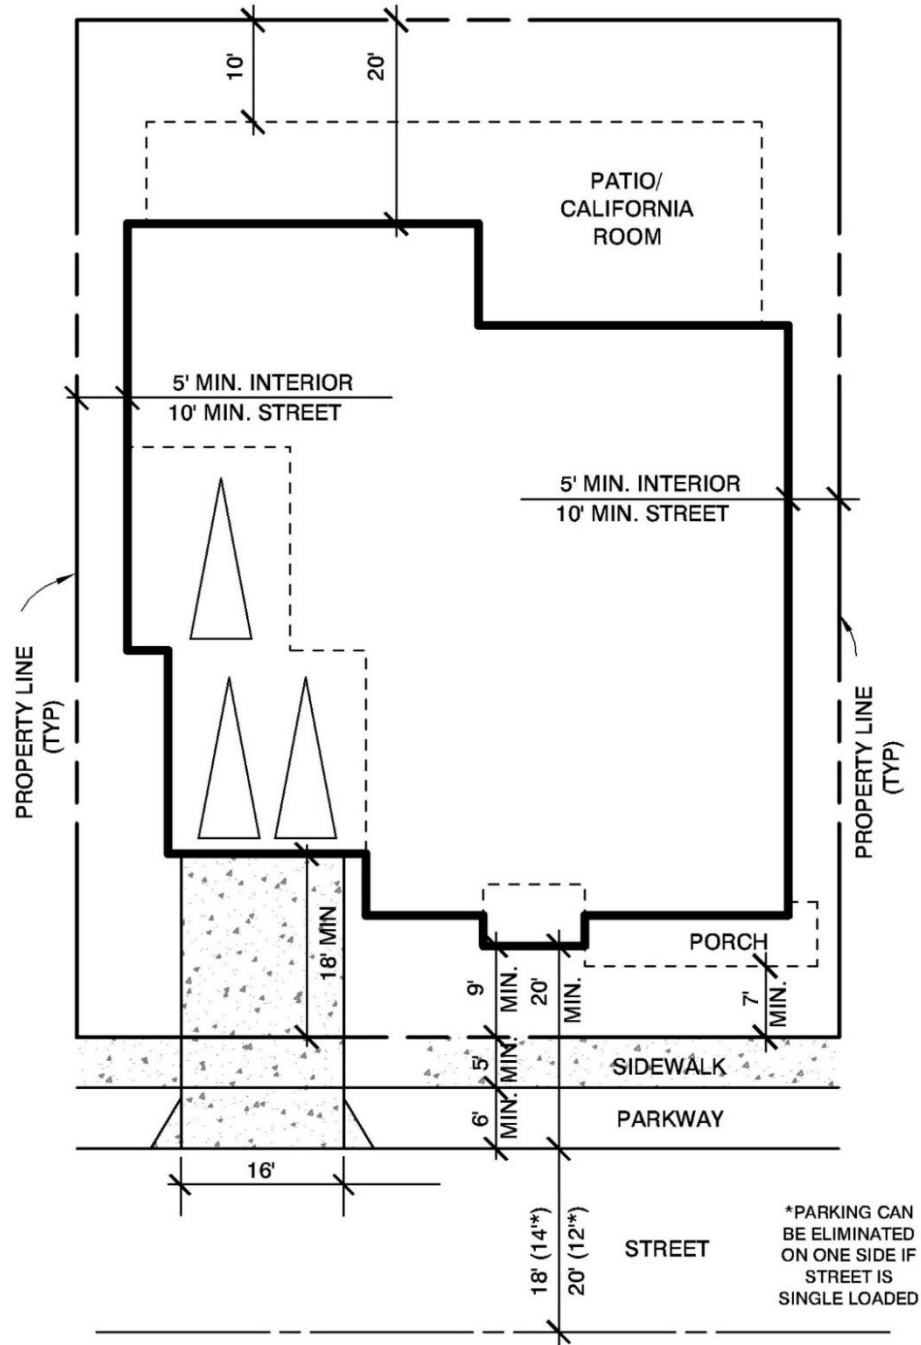 10'
20'
PATIO/
CALIFORNIA
ROOM
5' MIN. INTERIOR
10' MIN. STREET
5' MIN. INTERIOR
10' MIN. STREET
PROPERTY LINE
(TYP)
PROPERTY LINE
(TYP)
18' MIN
PORCH
9'
MIN.
20'
MIN.
7'
MIN.
5'
MIN.
SIDEWALK
6'
MIN.
PARKWAY
16'
18' (14'*)
20' (12'*)
STREET
*PARKING CAN
BE ELIMINATED
ON ONE SIDE IF
STREET IS
SINGLE LOADED